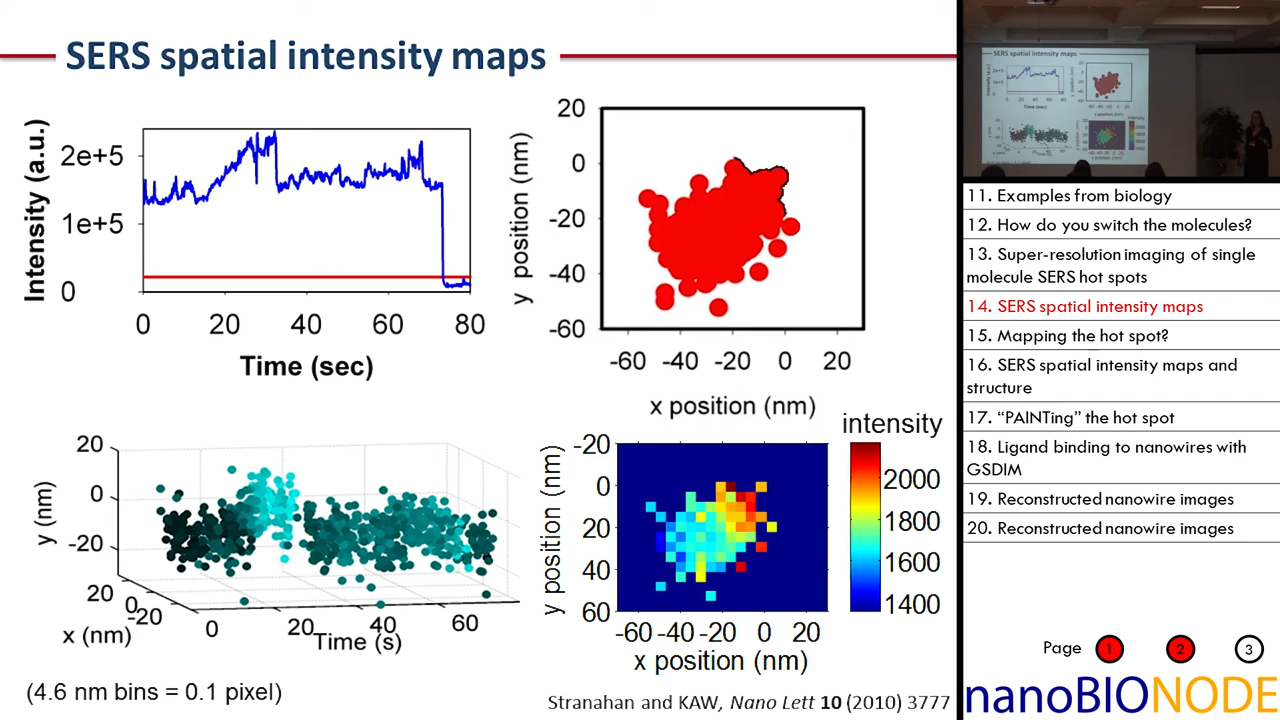 SERS spatial intensity maps
Intensity (a.u.)
2e+5
1e+5
0
0 20 40 60 80
Time (sec)
y position (nm)
20
0
-20
-40
-60
-60 -40 -20 0 20
x position (nm)
y (nm)
20
0
-20
20
0
-20
x (nm)
0 20 40 60
Time (s)
(4.6 nm bins = 0.1 pixel)
intensity
y position (nm)
-20
0
20
40
60
-60 -40 -20 0 20
x position (nm)
2000
1800
1600
1400
Stranahan and KAW, Nano Lett 10 (2010) 3777
SERS spatial intensity maps
11. Examples from biology
12. How do you switch the molecules?
13. Super-resolution imaging of single
molecule SERS hot spots
14. SERS spatial intensity maps
15. Mapping the hot spot?
16. SERS spatial intensity maps and
structure
17. “PAINTing” the hot spot
18. Ligand binding to nanowires with
GSDIM
19. Reconstructed nanowire images
20. Reconstructed nanowire images
Page 1 2 3
nanoBIONODE